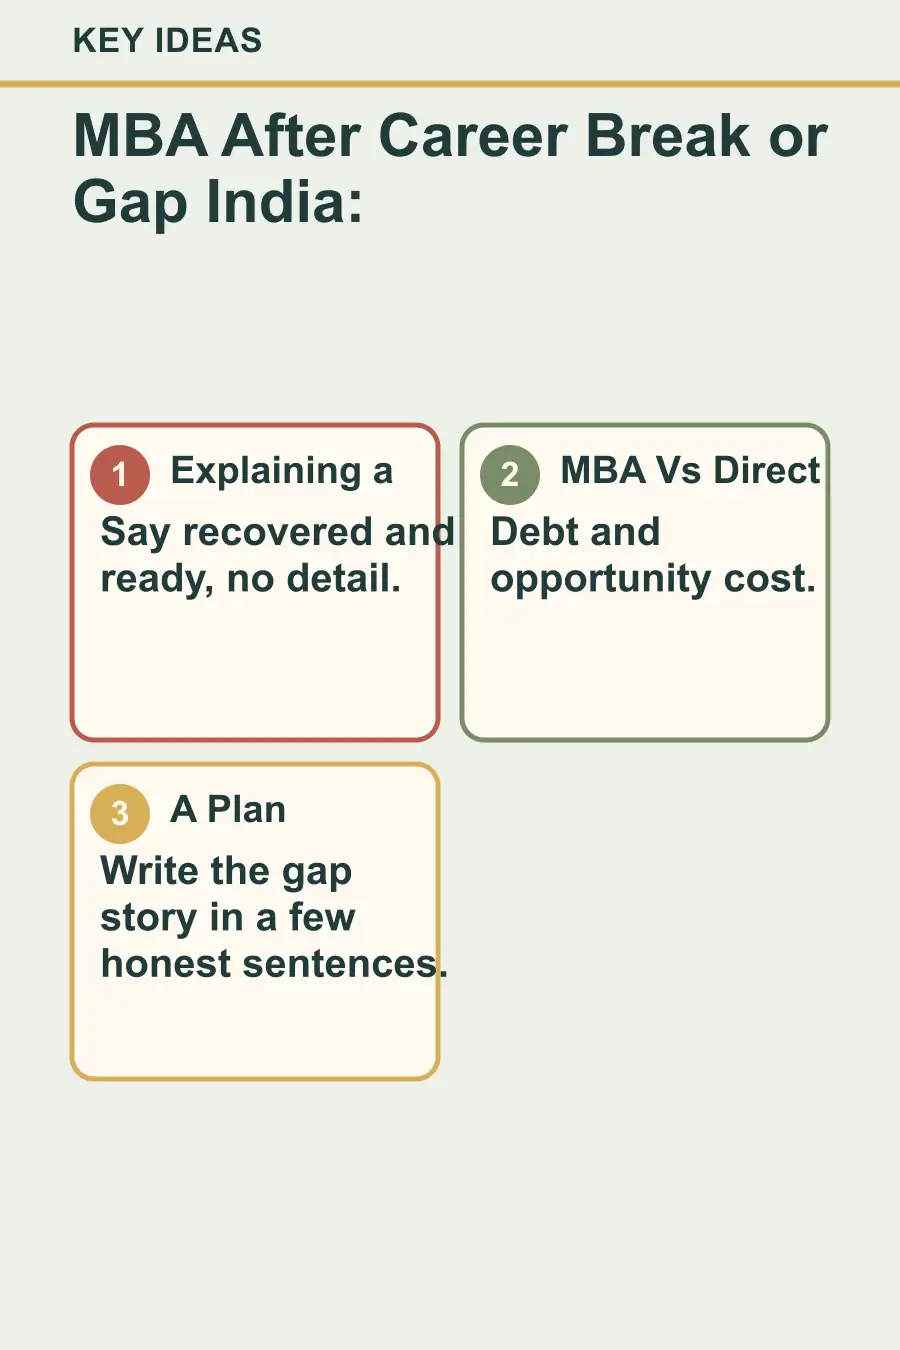 KEY IDEAS
MBA After Career Break or
Gap India:
1
Explaining a
Say recovered and
ready, no detail.
2
MBA Vs Direct
Debt and
opportunity cost.
3
A Plan
Write the gap
story in a few
honest sentences.